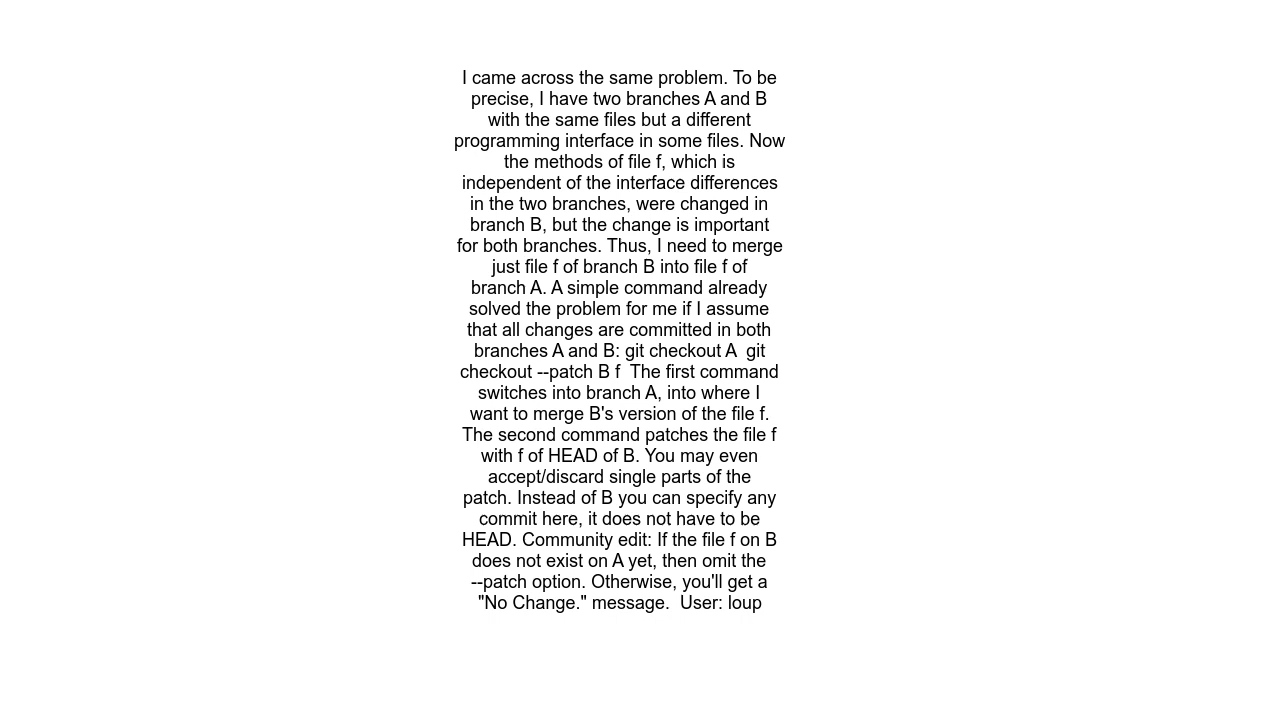 I came across the same problem. To be
precise, I have two branches A and B
with the same files but a different
programming interface in some files. Now
the methods of file f, which is
independent of the interface differences
in the two branches, were changed in
branch B, but the change is important
for both branches. Thus, I need to merge
just file f of branch B into file f of
branch A. A simple command already
solved the problem for me if I assume
that all changes are committed in both
branches A and B: git checkout A  git
checkout --patch B f  The first command
switches into branch A, into where I
want to merge B's version of the file f.
The second command patches the file f
with f of HEAD of B. You may even
accept/discard single parts of the
patch. Instead of B you can specify any
commit here, it does not have to be
HEAD. Community edit: If the file f on B
does not exist on A yet, then omit the
--patch option. Otherwise, you'll get a
"No Change." message.  User: loup